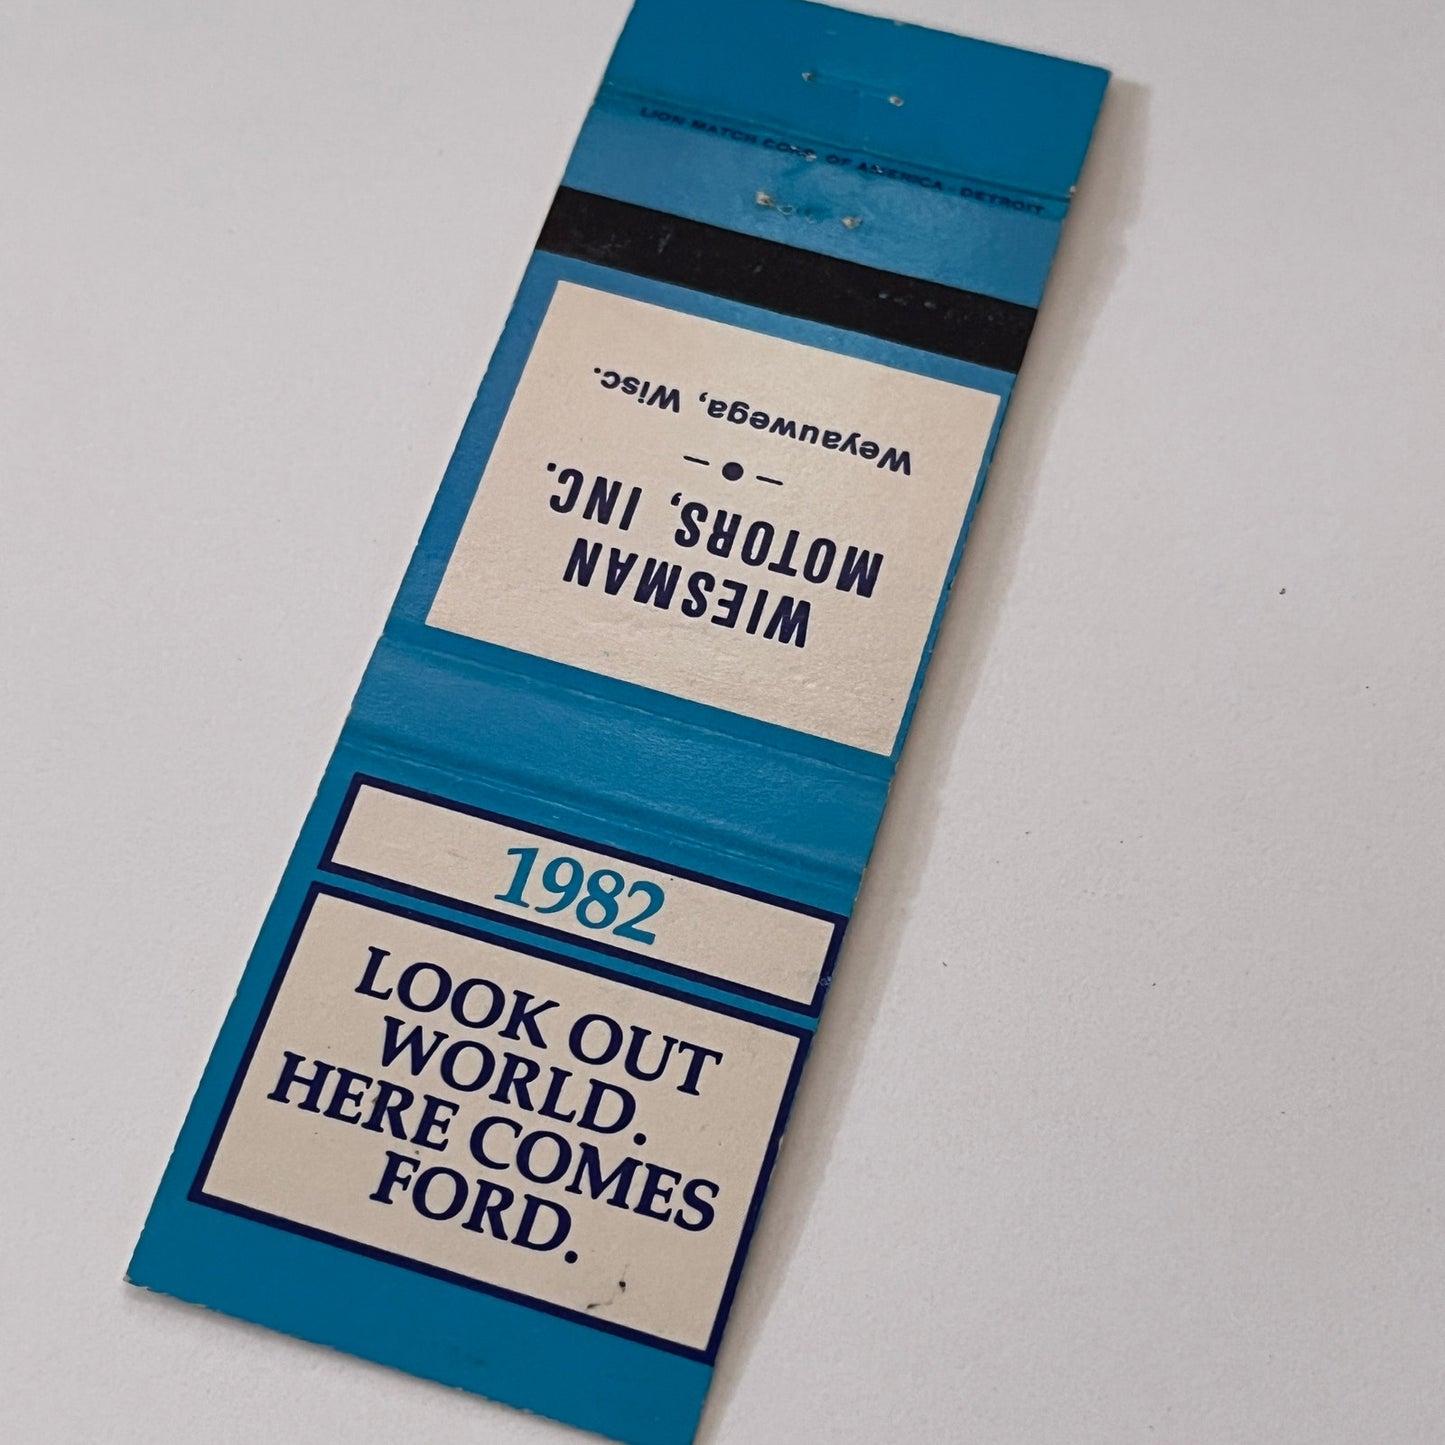 LION MATCH CORP. OF AMERICA - DETROIT
WIESMAN
MOTORS, INC.
Weyauwega, Wisc.
1982
LOOK OUT
WORLD.
HERE COMES
FORD.